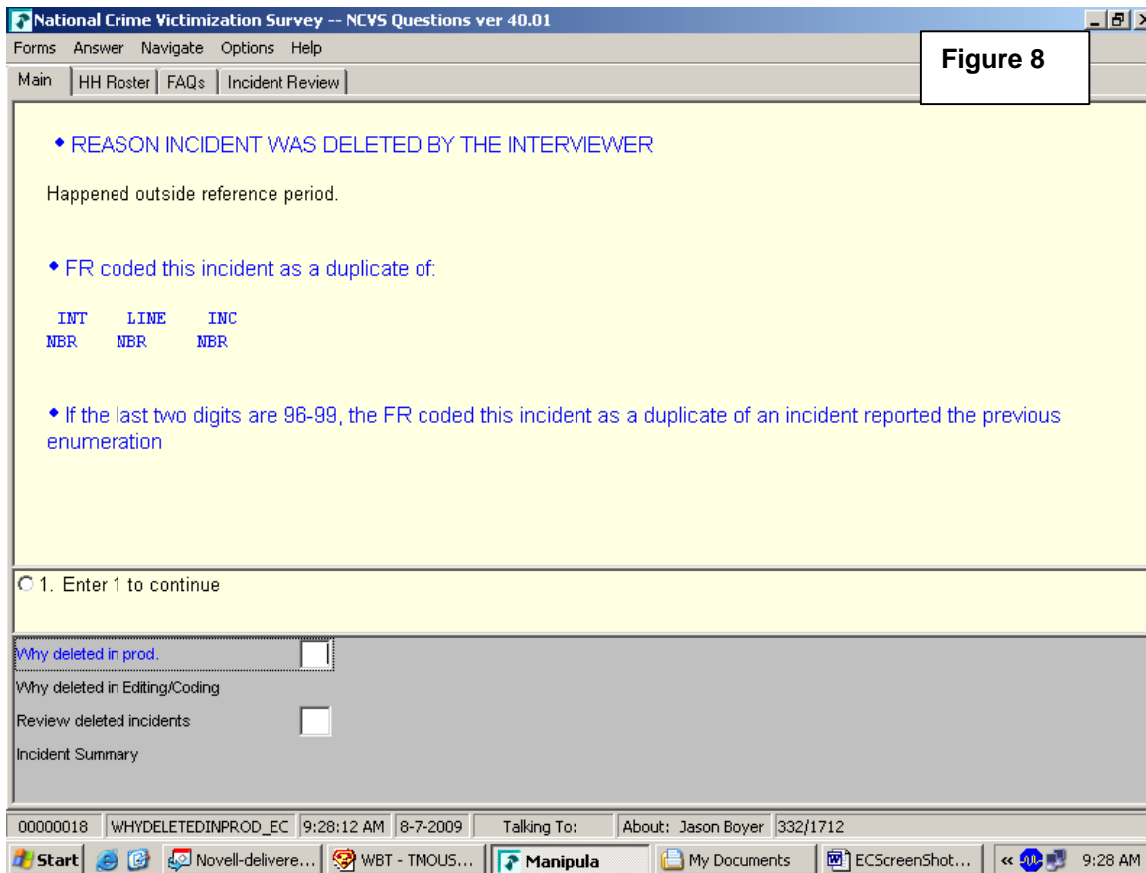 National Crime Victimization Survey -- NCVS Questions ver 40.01
Forms Answer Navigate Options Help
Figure 8
Main HH Roster FAQs Incident Review
◆ REASON INCIDENT WAS DELETED BY THE INTERVIEWER
Happened outside reference period.
◆ FR coded this incident as a duplicate of:
INT LINE INC
NBR NBR NBR
◆ If the last two digits are 96-99, the FR coded this incident as a duplicate of an incident reported the previous
enumeration
1. Enter 1 to continue
Why deleted in prod.
Why deleted in Editing/Coding
Review deleted incidents
Incident Summary
00000018 WHYDELETEDINPROD_EC 9:28:12 AM 8-7-2009 Talking To: About: Jason Boyer 332/1712
Start Novell-delivere... WBT - TMOUS... Manipula My Documents ECScreenShot... « 9:28 AM